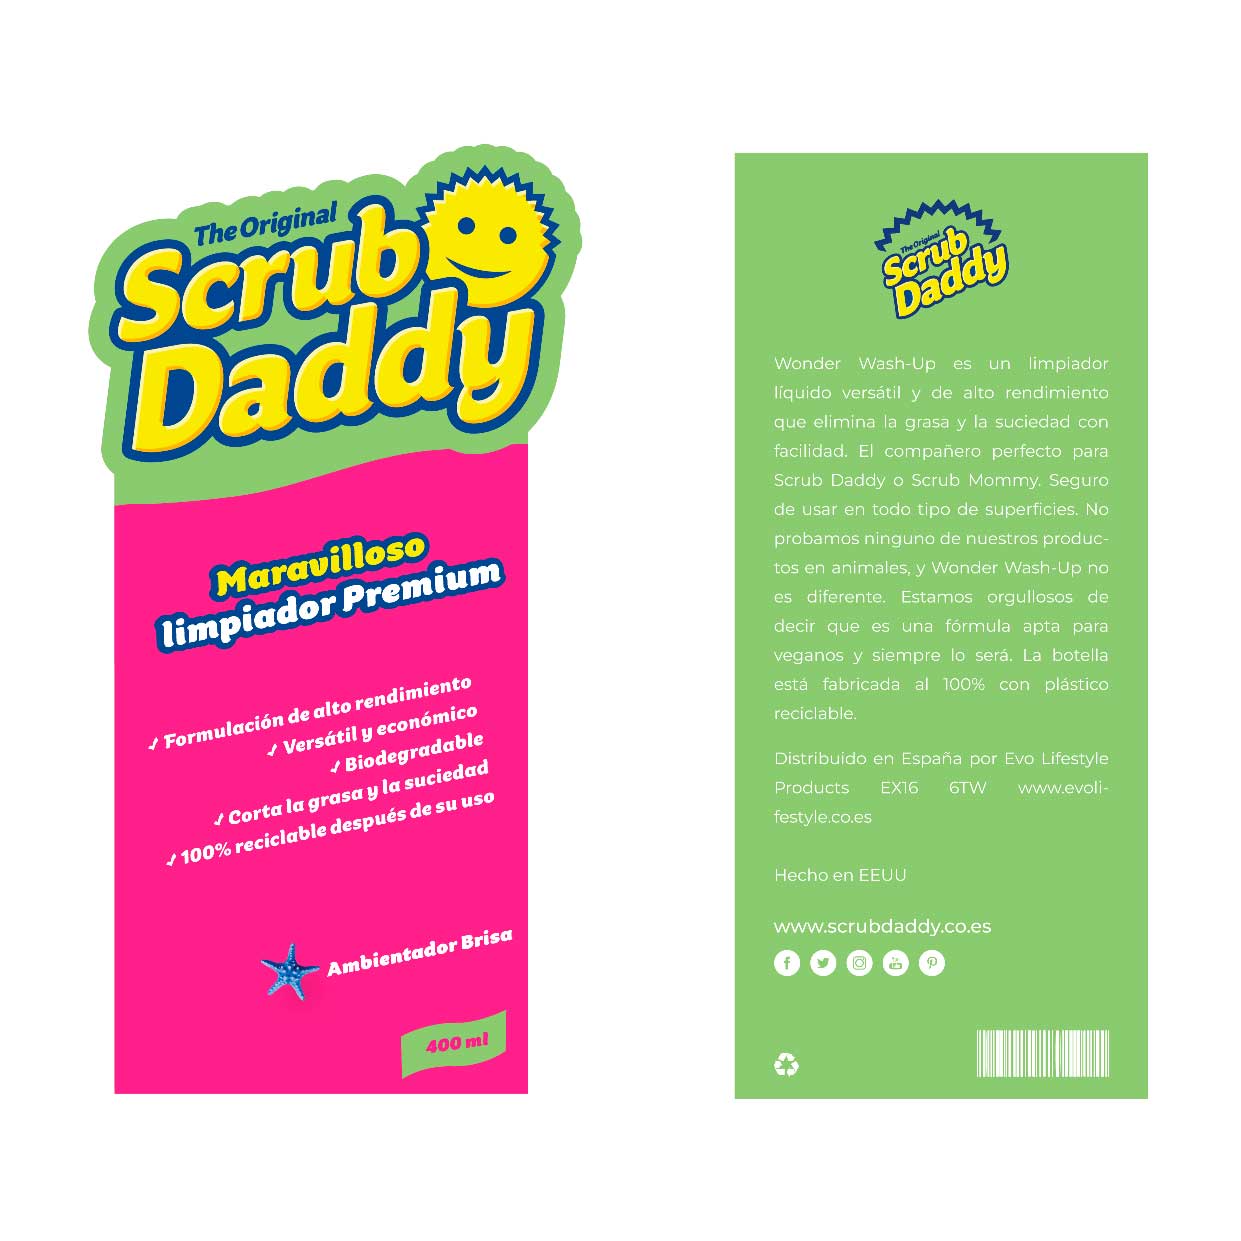 The Original
Scrub
Daddy
Maravilloso
limpiador Premium
✓ Formulación de alto rendimiento
✓ Versátil y económico
✓ Biodegradable
✓ Corta la grasa y la suciedad
✓ 100% reciclable después de su uso
Ambientador Brisa
400 ml
The Original
Scrub
Daddy
Wonder Wash-Up es un limpiador
líquido versátil y de alto rendimiento
que elimina la grasa y la suciedad con
facilidad. El compañero perfecto para
Scrub Daddy o Scrub Mommy. Seguro
de usar en todo tipo de superficies. No
probamos ninguno de nuestros produc-
tos en animales, y Wonder Wash-Up no
es diferente. Estamos orgullosos de
decir que es una fórmula apta para
veganos y siempre lo será. La botella
está fabricada al 100% con plástico
reciclable.
Distribuido en España por Evo Lifestyle
Products EX16 6TW www.evoli-
festyle.co.es
Hecho en EEUU
www.scrubdaddy.co.es